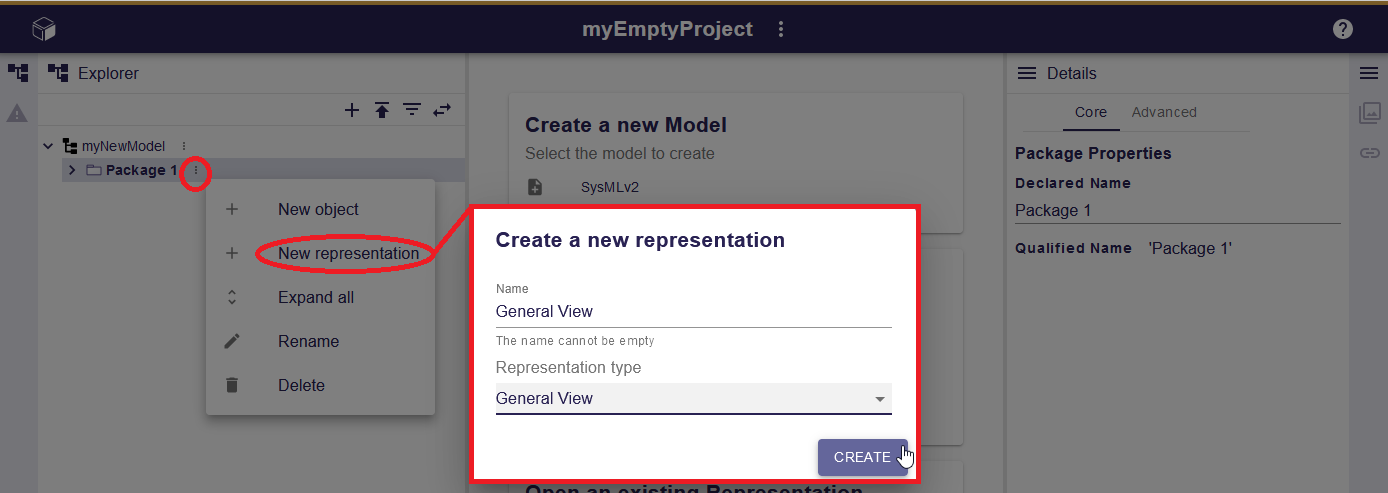 myEmptyProject
Explorer
myNewModel
Package 1
New object
New representation
Expand all
Rename
Delete
Create a new Model
Select the model to create
SysMLv2
Create a new representation
Name
General View
The name cannot be empty
Representation type
General View
CREATE
Open an existing Representation
Details
Core Advanced
Package Properties
Declared Name
Package 1
Qualified Name 'Package 1'